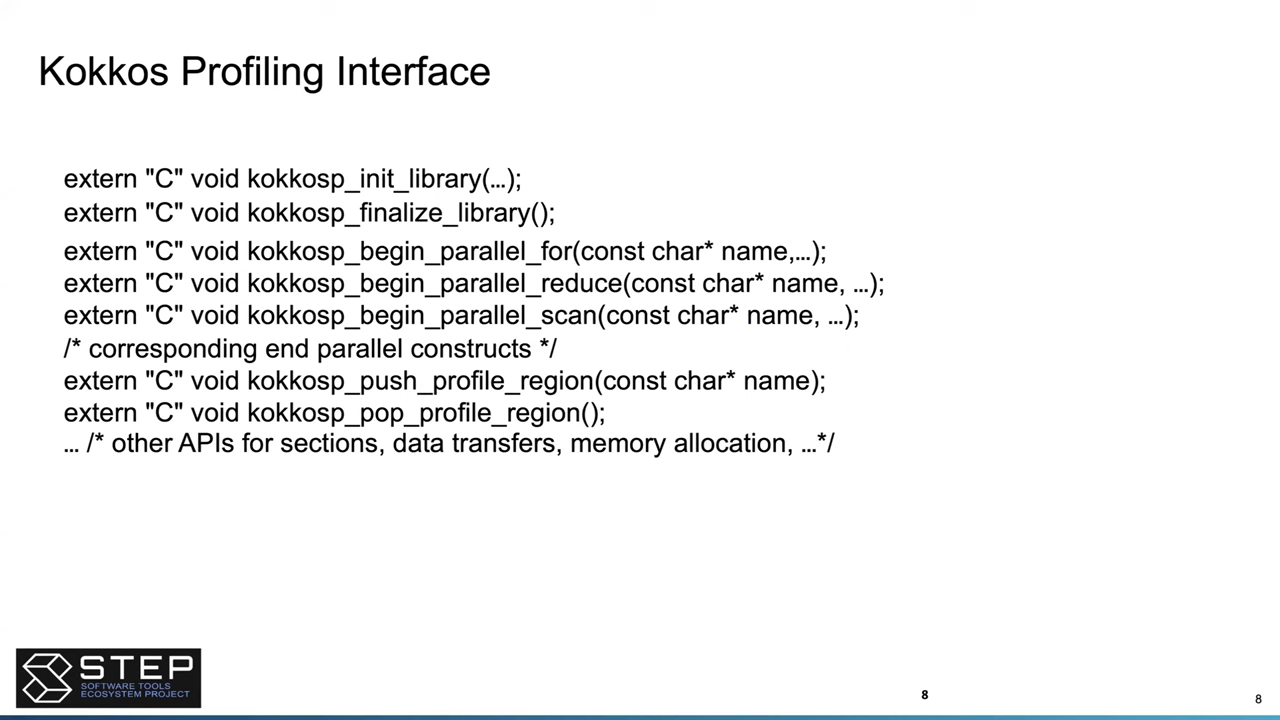 Kokkos Profiling Interface
extern "C" void kokkosp_init_library(…);
extern "C" void kokkosp_finalize_library();
extern "C" void kokkosp_begin_parallel_for(const char* name,…);
extern "C" void kokkosp_begin_parallel_reduce(const char* name, …);
extern "C" void kokkosp_begin_parallel_scan(const char* name, …);
/* corresponding end parallel constructs */
extern "C" void kokkosp_push_profile_region(const char* name);
extern "C" void kokkosp_pop_profile_region();
… /* other APIs for sections, data transfers, memory allocation, …*/
STEP
SOFTWARE TOOLS
ECOSYSTEM PROJECT
8
8